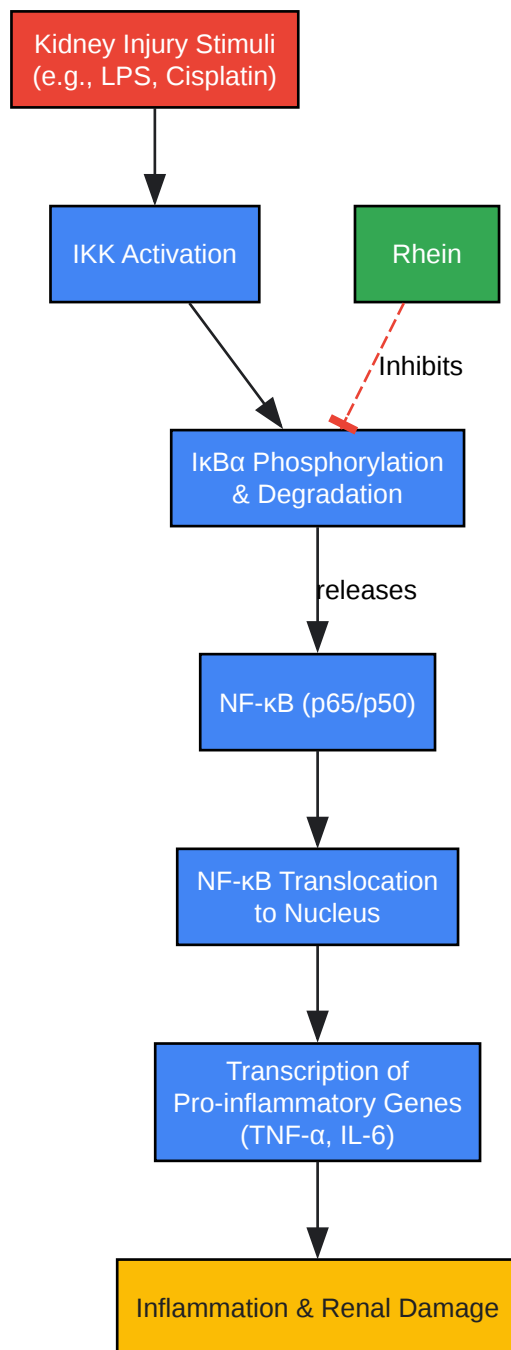 Kidney Injury Stimuli
(e.g., LPS, Cisplatin)
IKK Activation
Rhein
Inhibits
IκBα Phosphorylation
& Degradation
releases
NF-κB (p65/p50)
NF-κB Translocation
to Nucleus
Transcription of
Pro-inflammatory Genes
(TNF-α, IL-6)
Inflammation & Renal Damage